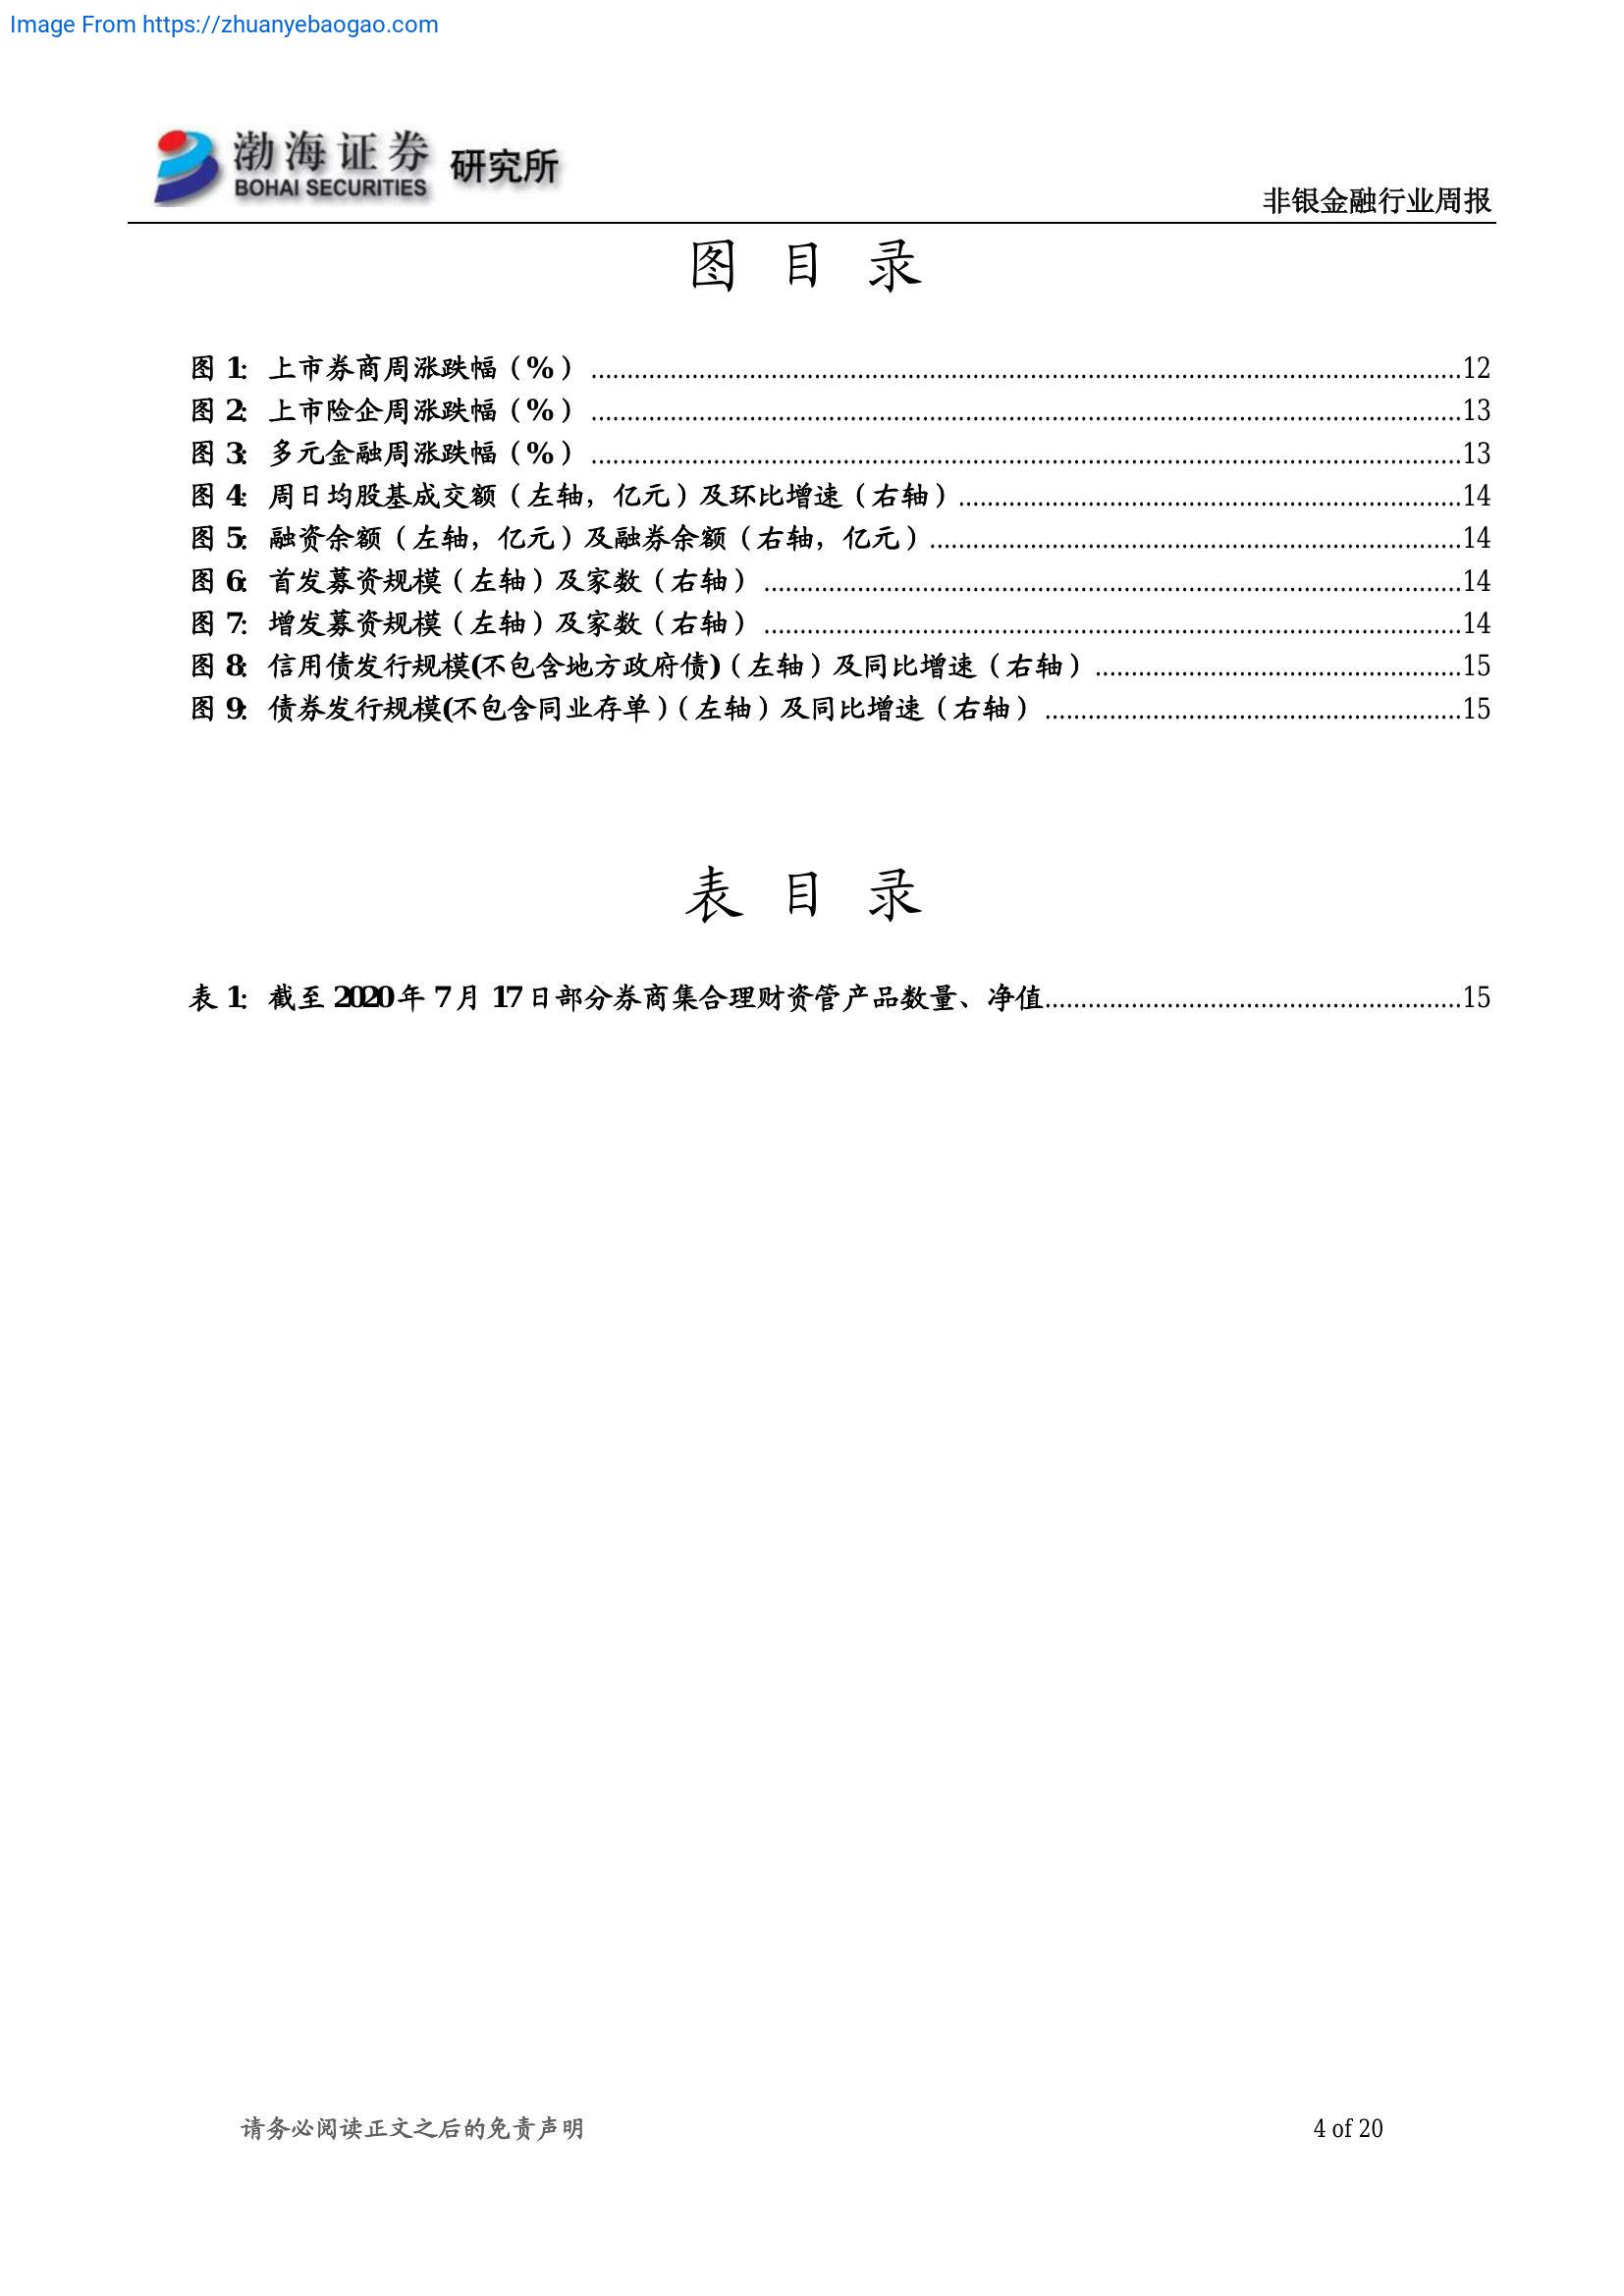 Image From https://zhuanyebaogao.com
渤海证券 研究所
BOHAI SECURITIES
非银金融行业周报
图 目 录
图 1: 上市券商周涨跌幅（%）..........12
图 2: 上市险企周涨跌幅（%）..........13
图 3: 多元金融周涨跌幅（%）..........13
图 4: 周日均股基成交额（左轴，亿元）及环比增速（右轴）..........14
图 5: 融资余额（左轴，亿元）及融券余额（右轴，亿元）..........14
图 6: 首发募资规模（左轴）及家数（右轴）..........14
图 7: 增发募资规模（左轴）及家数（右轴）..........14
图 8: 信用债发行规模(不包含地方政府债)（左轴）及同比增速（右轴）..........15
图 9: 债券发行规模(不包含同业存单)（左轴）及同比增速（右轴）..........15
表 目 录
表 1: 截至 2020 年 7 月 17 日部分券商集合理财资管产品数量、净值..........15
请务必阅读正文之后的免责声明
4 of 20